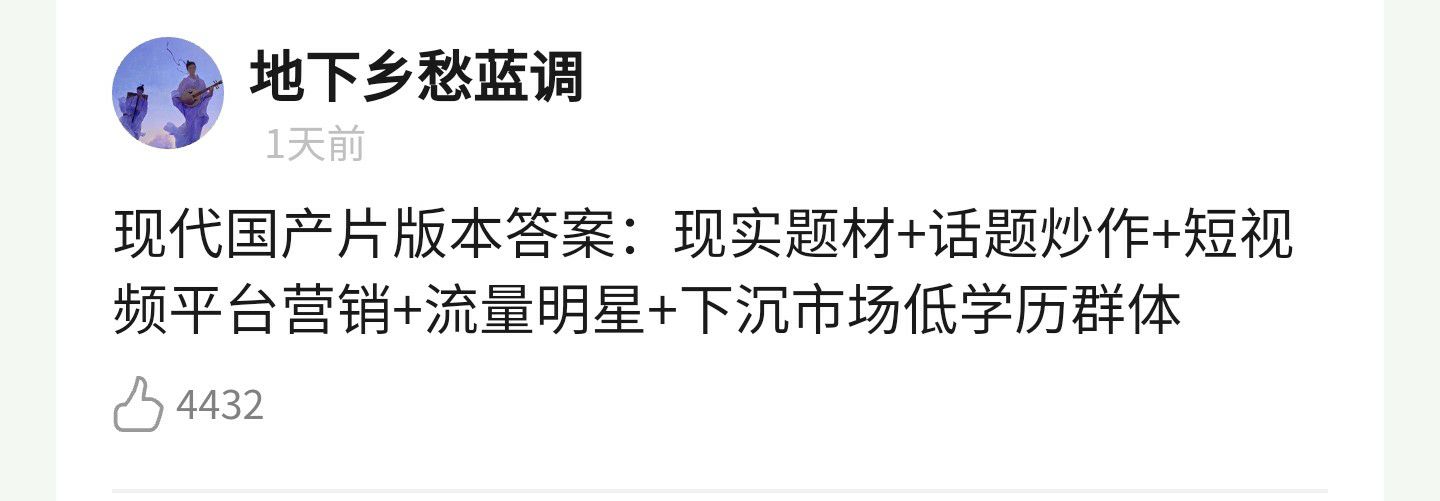 地下乡愁蓝调
1天前
现代国产片版本答案：现实题材+话题炒作+短视
频平台营销+流量明星+下沉市场低学历群体
4432